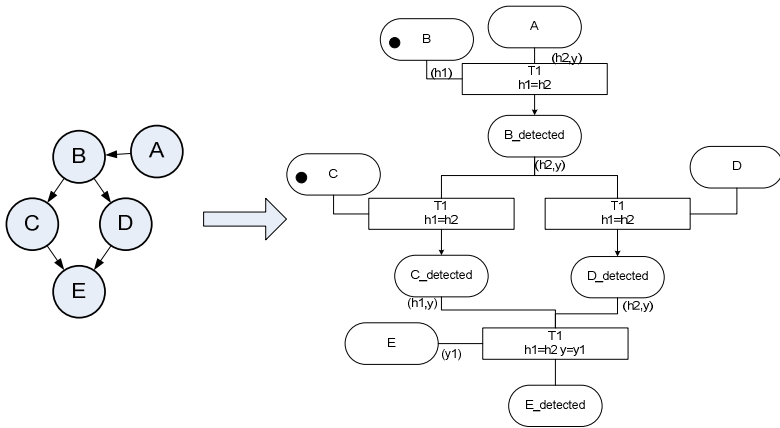 B
A
C
D
E
B
A
(h1)
(h2,y)
T1
h1=h2
B_detected
(h2,y)
C
D
T1
h1=h2
T1
h1=h2
C_detected
D_detected
(h1,y)
(h2,y)
E
(y1)
T1
h1=h2 y=y1
E_detected